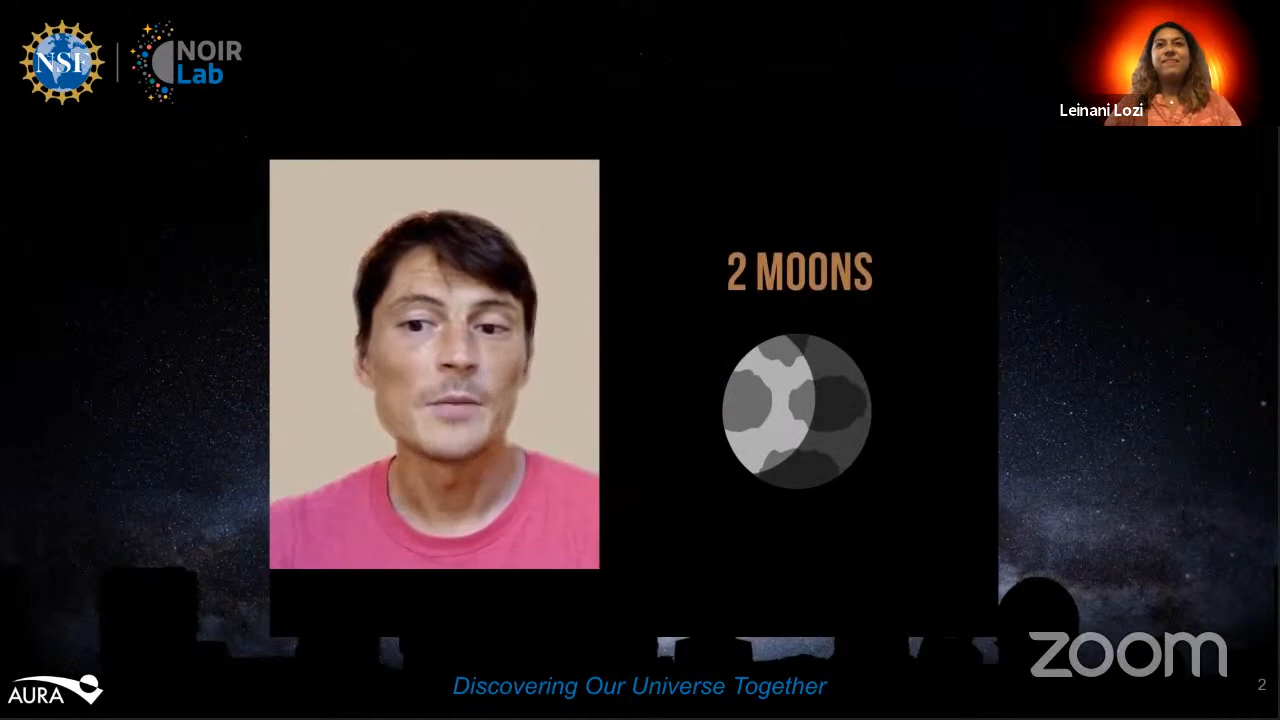 NSF
NOIR
Lab
Leinani Lozi
2 MOONS
zoom
AURA
Discovering Our Universe Together
2